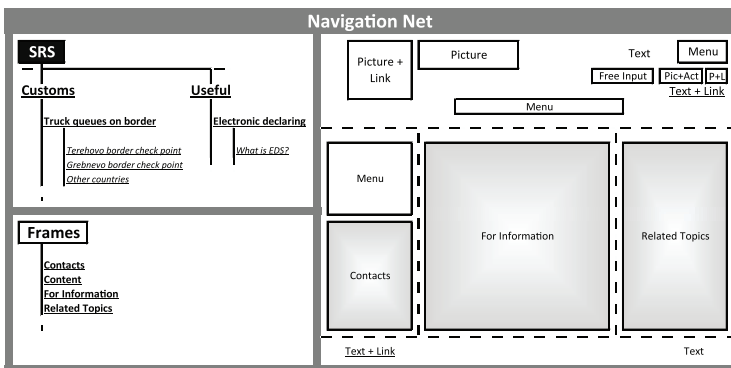 Navigation Net
SRS
Customs
Useful
Truck queues on border
Electronic declaring
Terehovo border check point
What is EDS?
Grebnevo border check point
Other countries
Frames
Contacts
Content
For Information
Related Topics
Picture +
Link
Picture
Text
Menu
Free Input
Pic+Act
P+L
Text + Link
Menu
Menu
For Information
Related Topics
Contacts
Text + Link
Text